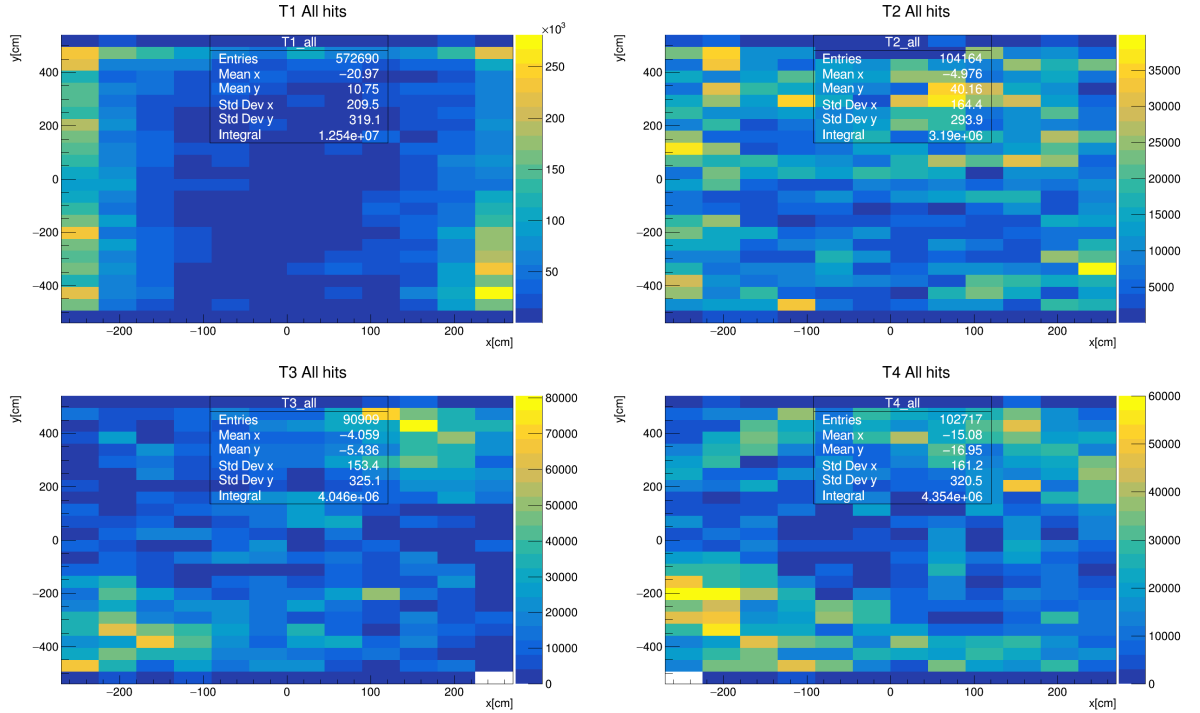 T1 All hits
y[cm]
×10³
T1_all
Entries 572690
Mean x −20.97
Mean y 10.75
Std Dev x 209.5
Std Dev y 319.1
Integral 1.254e+07
400
200
0
−200
−400
−200 −100 0 100 200
x[cm]
250
200
150
100
50
T2 All hits
y[cm]
T2_all
Entries 104164
Mean x −4.976
Mean y 40.16
Std Dev x 164.4
Std Dev y 293.9
Integral 3.19e+06
400
200
0
−200
−400
−200 −100 0 100 200
x[cm]
35000
30000
25000
20000
15000
10000
5000
T3 All hits
y[cm]
T3_all
Entries 90909
Mean x −4.059
Mean y −5.436
Std Dev x 153.4
Std Dev y 325.1
Integral 4.046e+06
400
200
0
−200
−400
−200 −100 0 100 200
x[cm]
80000
70000
60000
50000
40000
30000
20000
10000
0
T4 All hits
y[cm]
T4_all
Entries 102717
Mean x −15.08
Mean y −16.95
Std Dev x 161.2
Std Dev y 320.5
Integral 4.354e+06
400
200
0
−200
−400
−200 −100 0 100 200
x[cm]
60000
50000
40000
30000
20000
10000
0